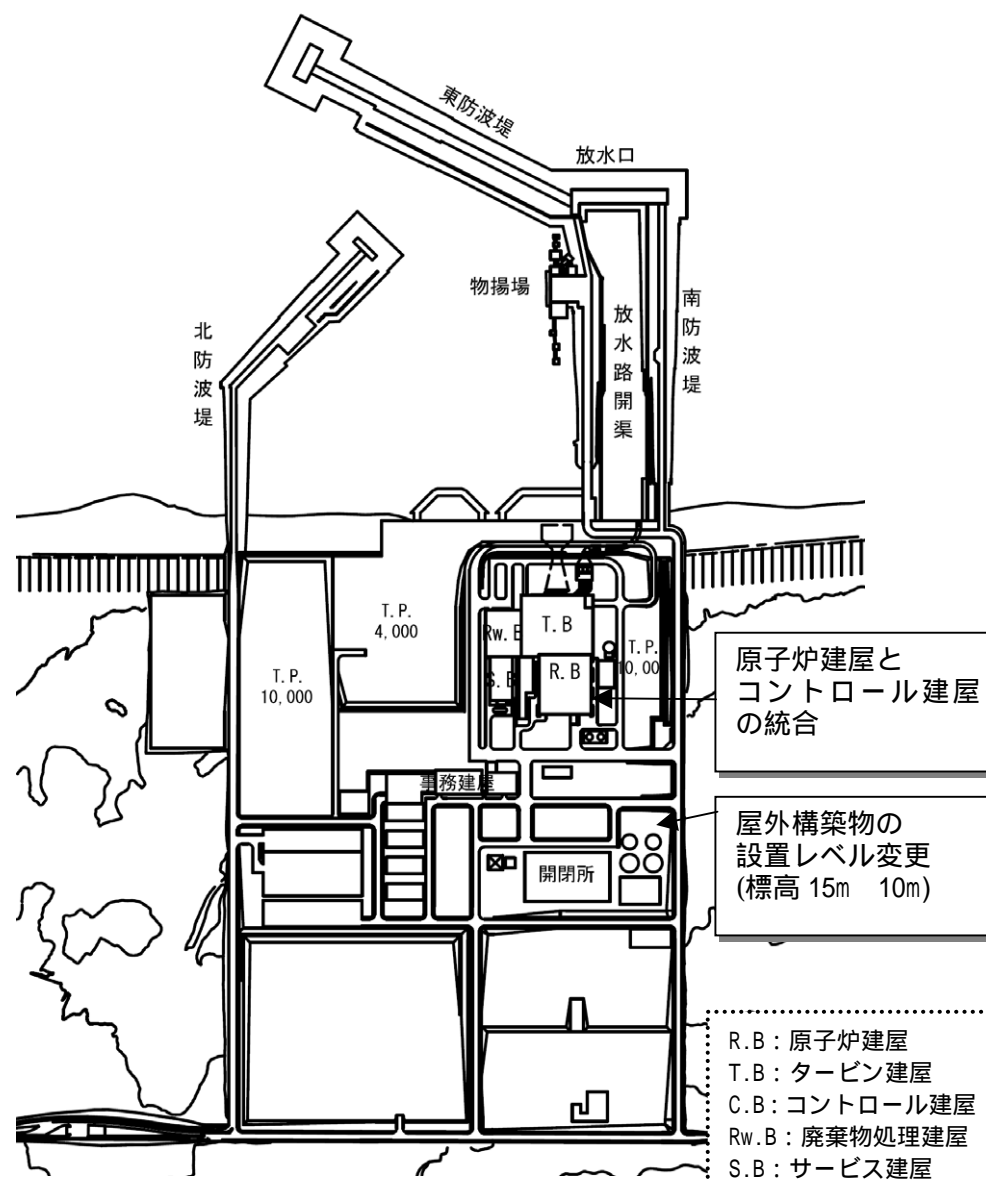 東防波堤
放水口
物揚場
北防波堤
放水路開渠
南防波堤
T.P.
4,000
T.P.
10,000
Rw.B
T.B
S.B
R.B
T.P.
10,00
原子炉建屋と
コントロール建屋
の統合
事務建屋
屋外構築物の
設置レベル変更
(標高 15m　10m)
開閉所
R.B：原子炉建屋
T.B：タービン建屋
C.B：コントロール建屋
Rw.B：廃棄物処理建屋
S.B：サービス建屋